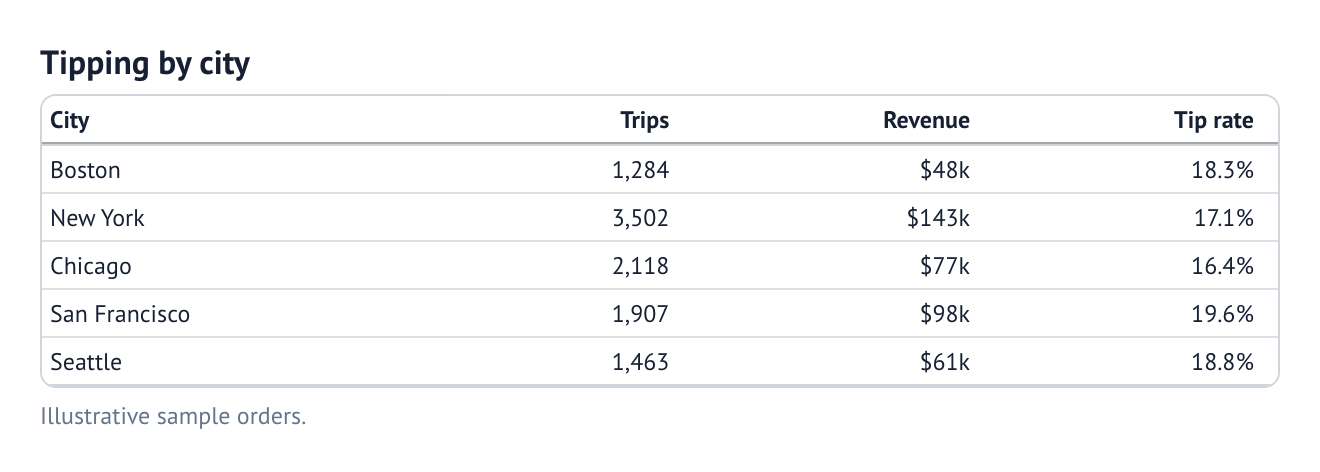 Tipping by city
City Trips Revenue Tip rate
Boston 1,284 $48k 18.3%
New York 3,502 $143k 17.1%
Chicago 2,118 $77k 16.4%
San Francisco 1,907 $98k 19.6%
Seattle 1,463 $61k 18.8%
Illustrative sample orders.